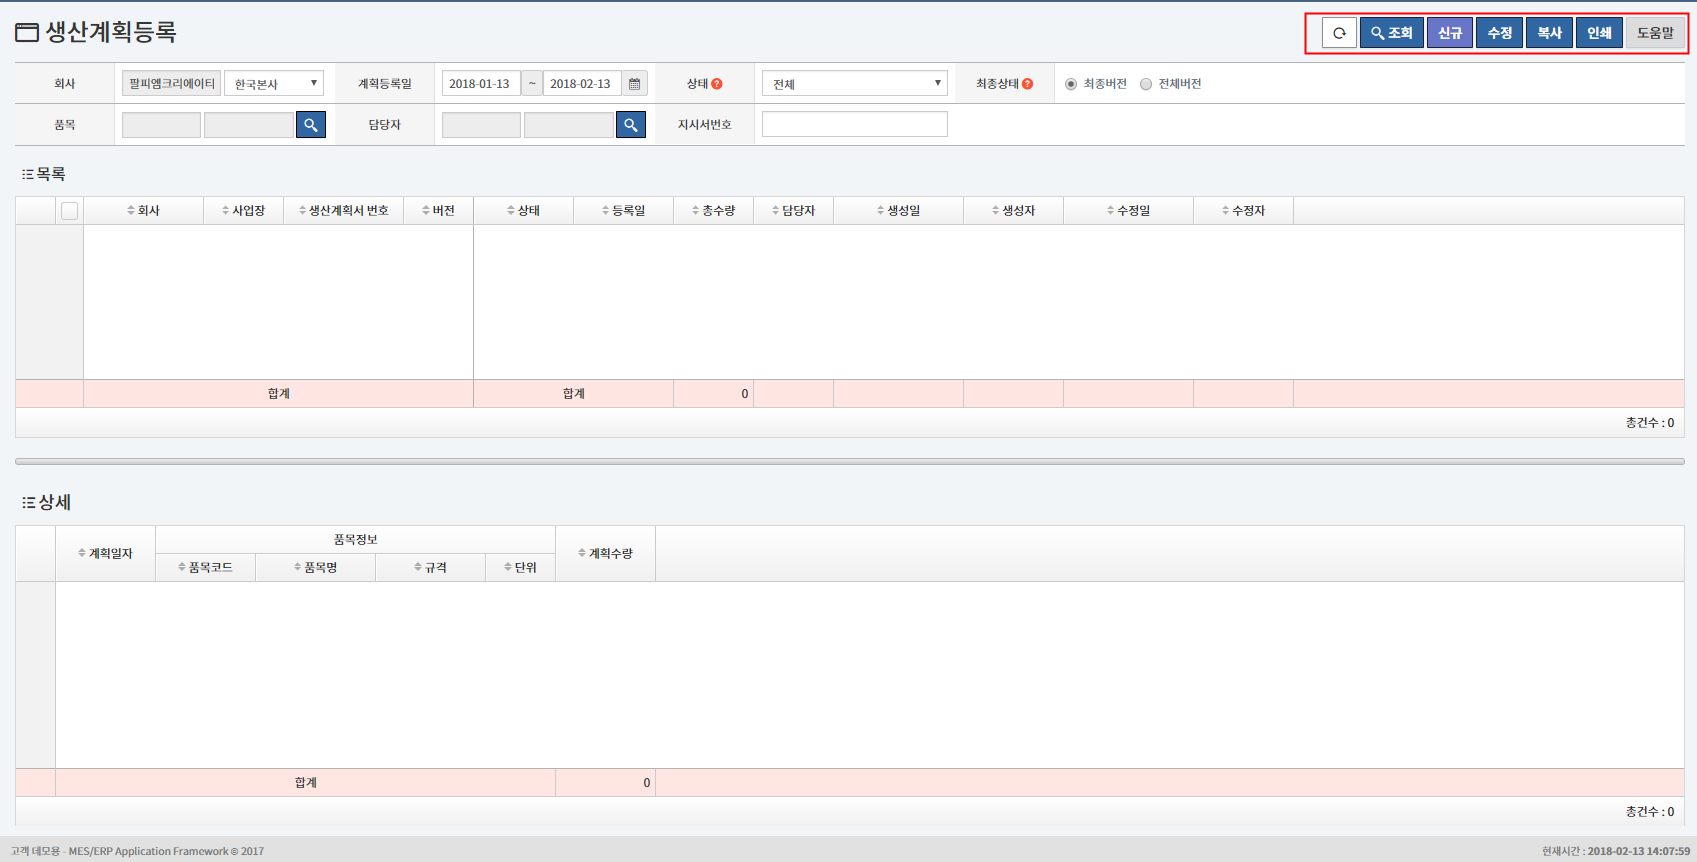 생산계획등록
조회 신규 수정 복사 인쇄 도움말
회사 팔피엠크리에이티 한국본사 계획등록일 2018-01-13 ~ 2018-02-13 상태 전체 최종상태 최종버전 전체버전
품목 담당자 지시서번호
목록
회사 사업장 생산계획서 번호 버전 상태 등록일 총수량 담당자 생성일 생성자 수정일 수정자
합계 합계 0
총건수 : 0
상세
계획일자 품목정보 계획수량
품목코드 품목명 규격 단위
합계 0
총건수 : 0
고객 데모용 - MES/ERP Application Framework © 2017 현재시간 : 2018-02-13 14:07:59